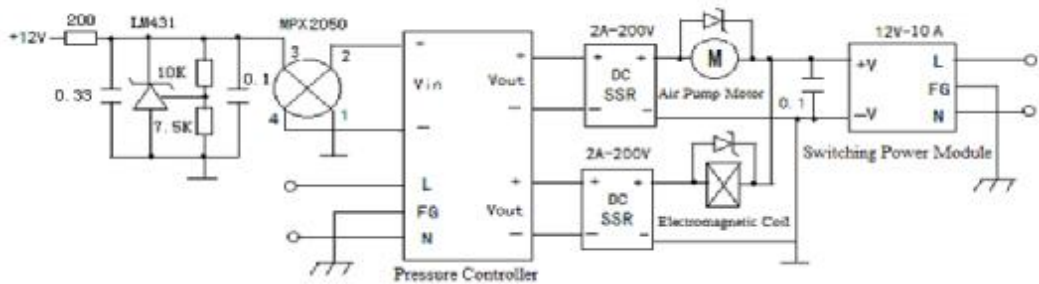 +12V
200
LM431
MPX2050
0.33
10K
7.5K
0.1
3
2
4
1
−
Vin
−
L
FG
N
Vout
+
−
Vout
+
−
Pressure Controller
2A-200V
+ +
DC
SSR
− −
M
Air Pump Motor
2A-200V
+ +
DC
SSR
− −
Electromagnetic Coil
0.1
12V-10A
+V
−V
L
FG
N
Switching Power Module